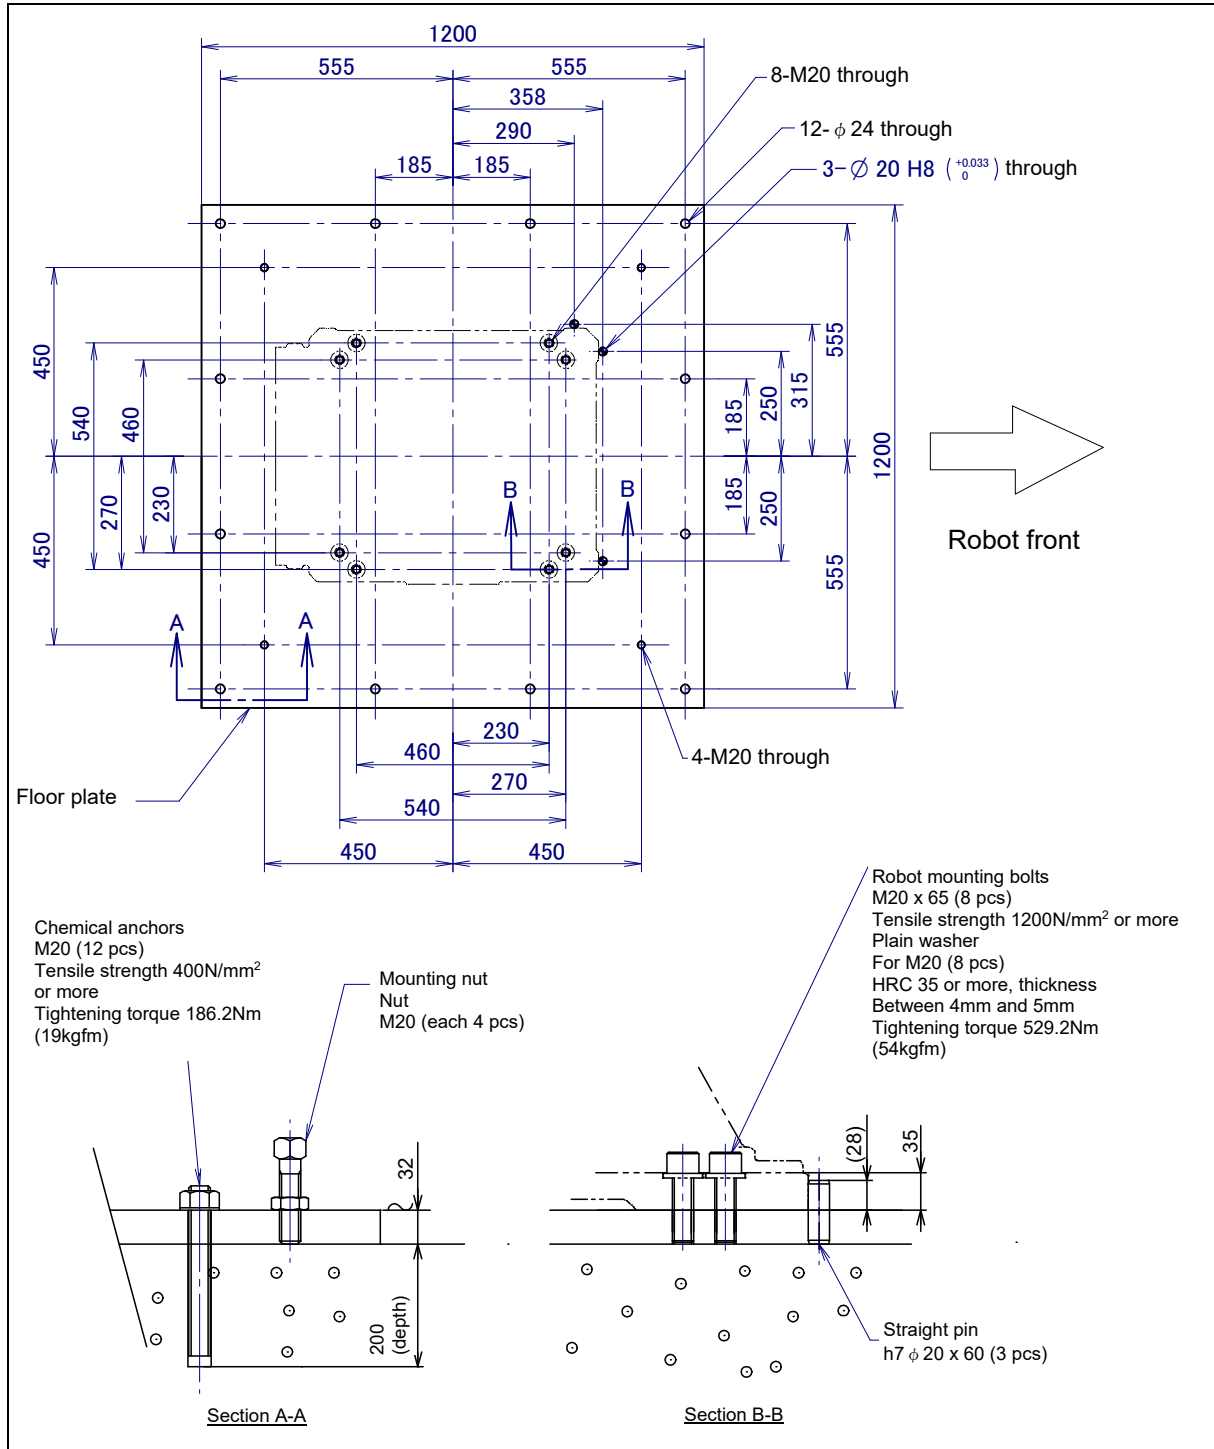 1200
555
555
8-M20 through
358
12-φ 24 through
290
3-∅ 20 H8 ( +0.033 0 ) through
185
185
450
540
460
185
250
315
555
1200
270
230
450
B
B
185
250
555
Robot front
A
A
230
460
4-M20 through
270
Floor plate
540
450
450
Robot mounting bolts
M20 x 65 (8 pcs)
Tensile strength 1200N/mm²  or more
Plain washer
For M20 (8 pcs)
HRC 35 or more, thickness
Between 4mm and 5mm
Tightening torque 529.2Nm
(54kgfm)
Chemical anchors
M20 (12 pcs)
Tensile strength 400N/mm²
or more
Tightening torque 186.2Nm
(19kgfm)
Mounting nut
Nut
M20 (each 4 pcs)
32
200
(depth)
(28)
35
Straight pin
h7 φ 20 x 60 (3 pcs)
Section A-A
Section B-B